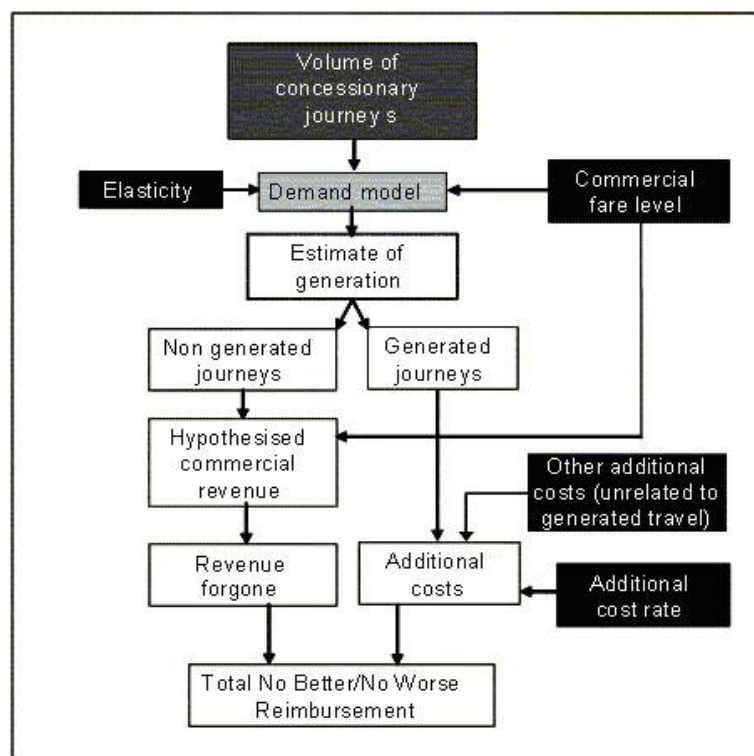 Volume of
concessionary
journey s
Elasticity
Demand model
Commercial
fare level
Estimate of
generation
Non generated
journeys
Generated
journeys
Hypothesised
commercial
revenue
Other additional
costs (unrelated to
generated travel)
Revenue
forgone
Additional
costs
Additional
cost rate
Total No Better/No Worse
Reimbursement